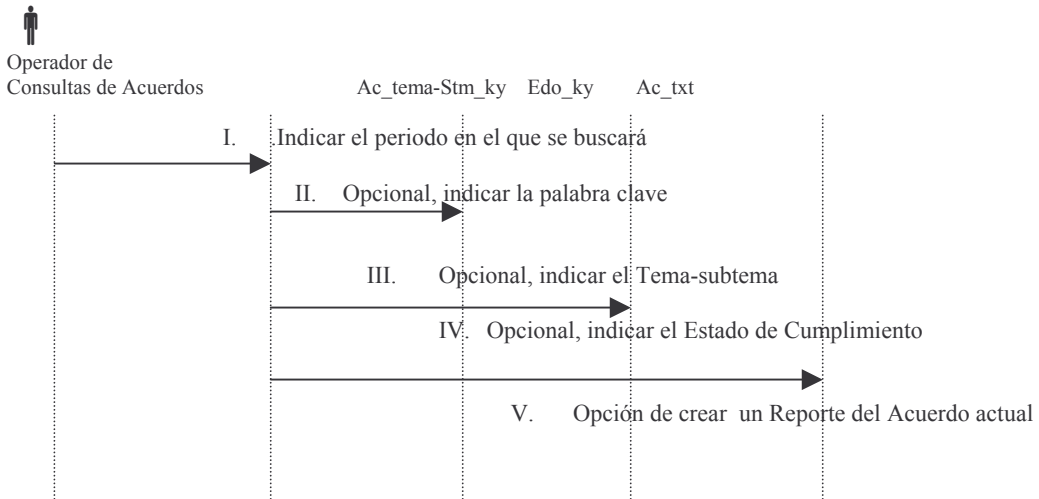 Operador de
Consultas de Acuerdos
Ac_tema-Stm_ky Edo_ky Ac_txt
I. .Indicar el periodo en el que se buscará
II. Opcional, indicar la palabra clave
III. Opcional, indicar el Tema-subtema
IV. Opcional, indicar el Estado de Cumplimiento
V. Opción de crear un Reporte del Acuerdo actual